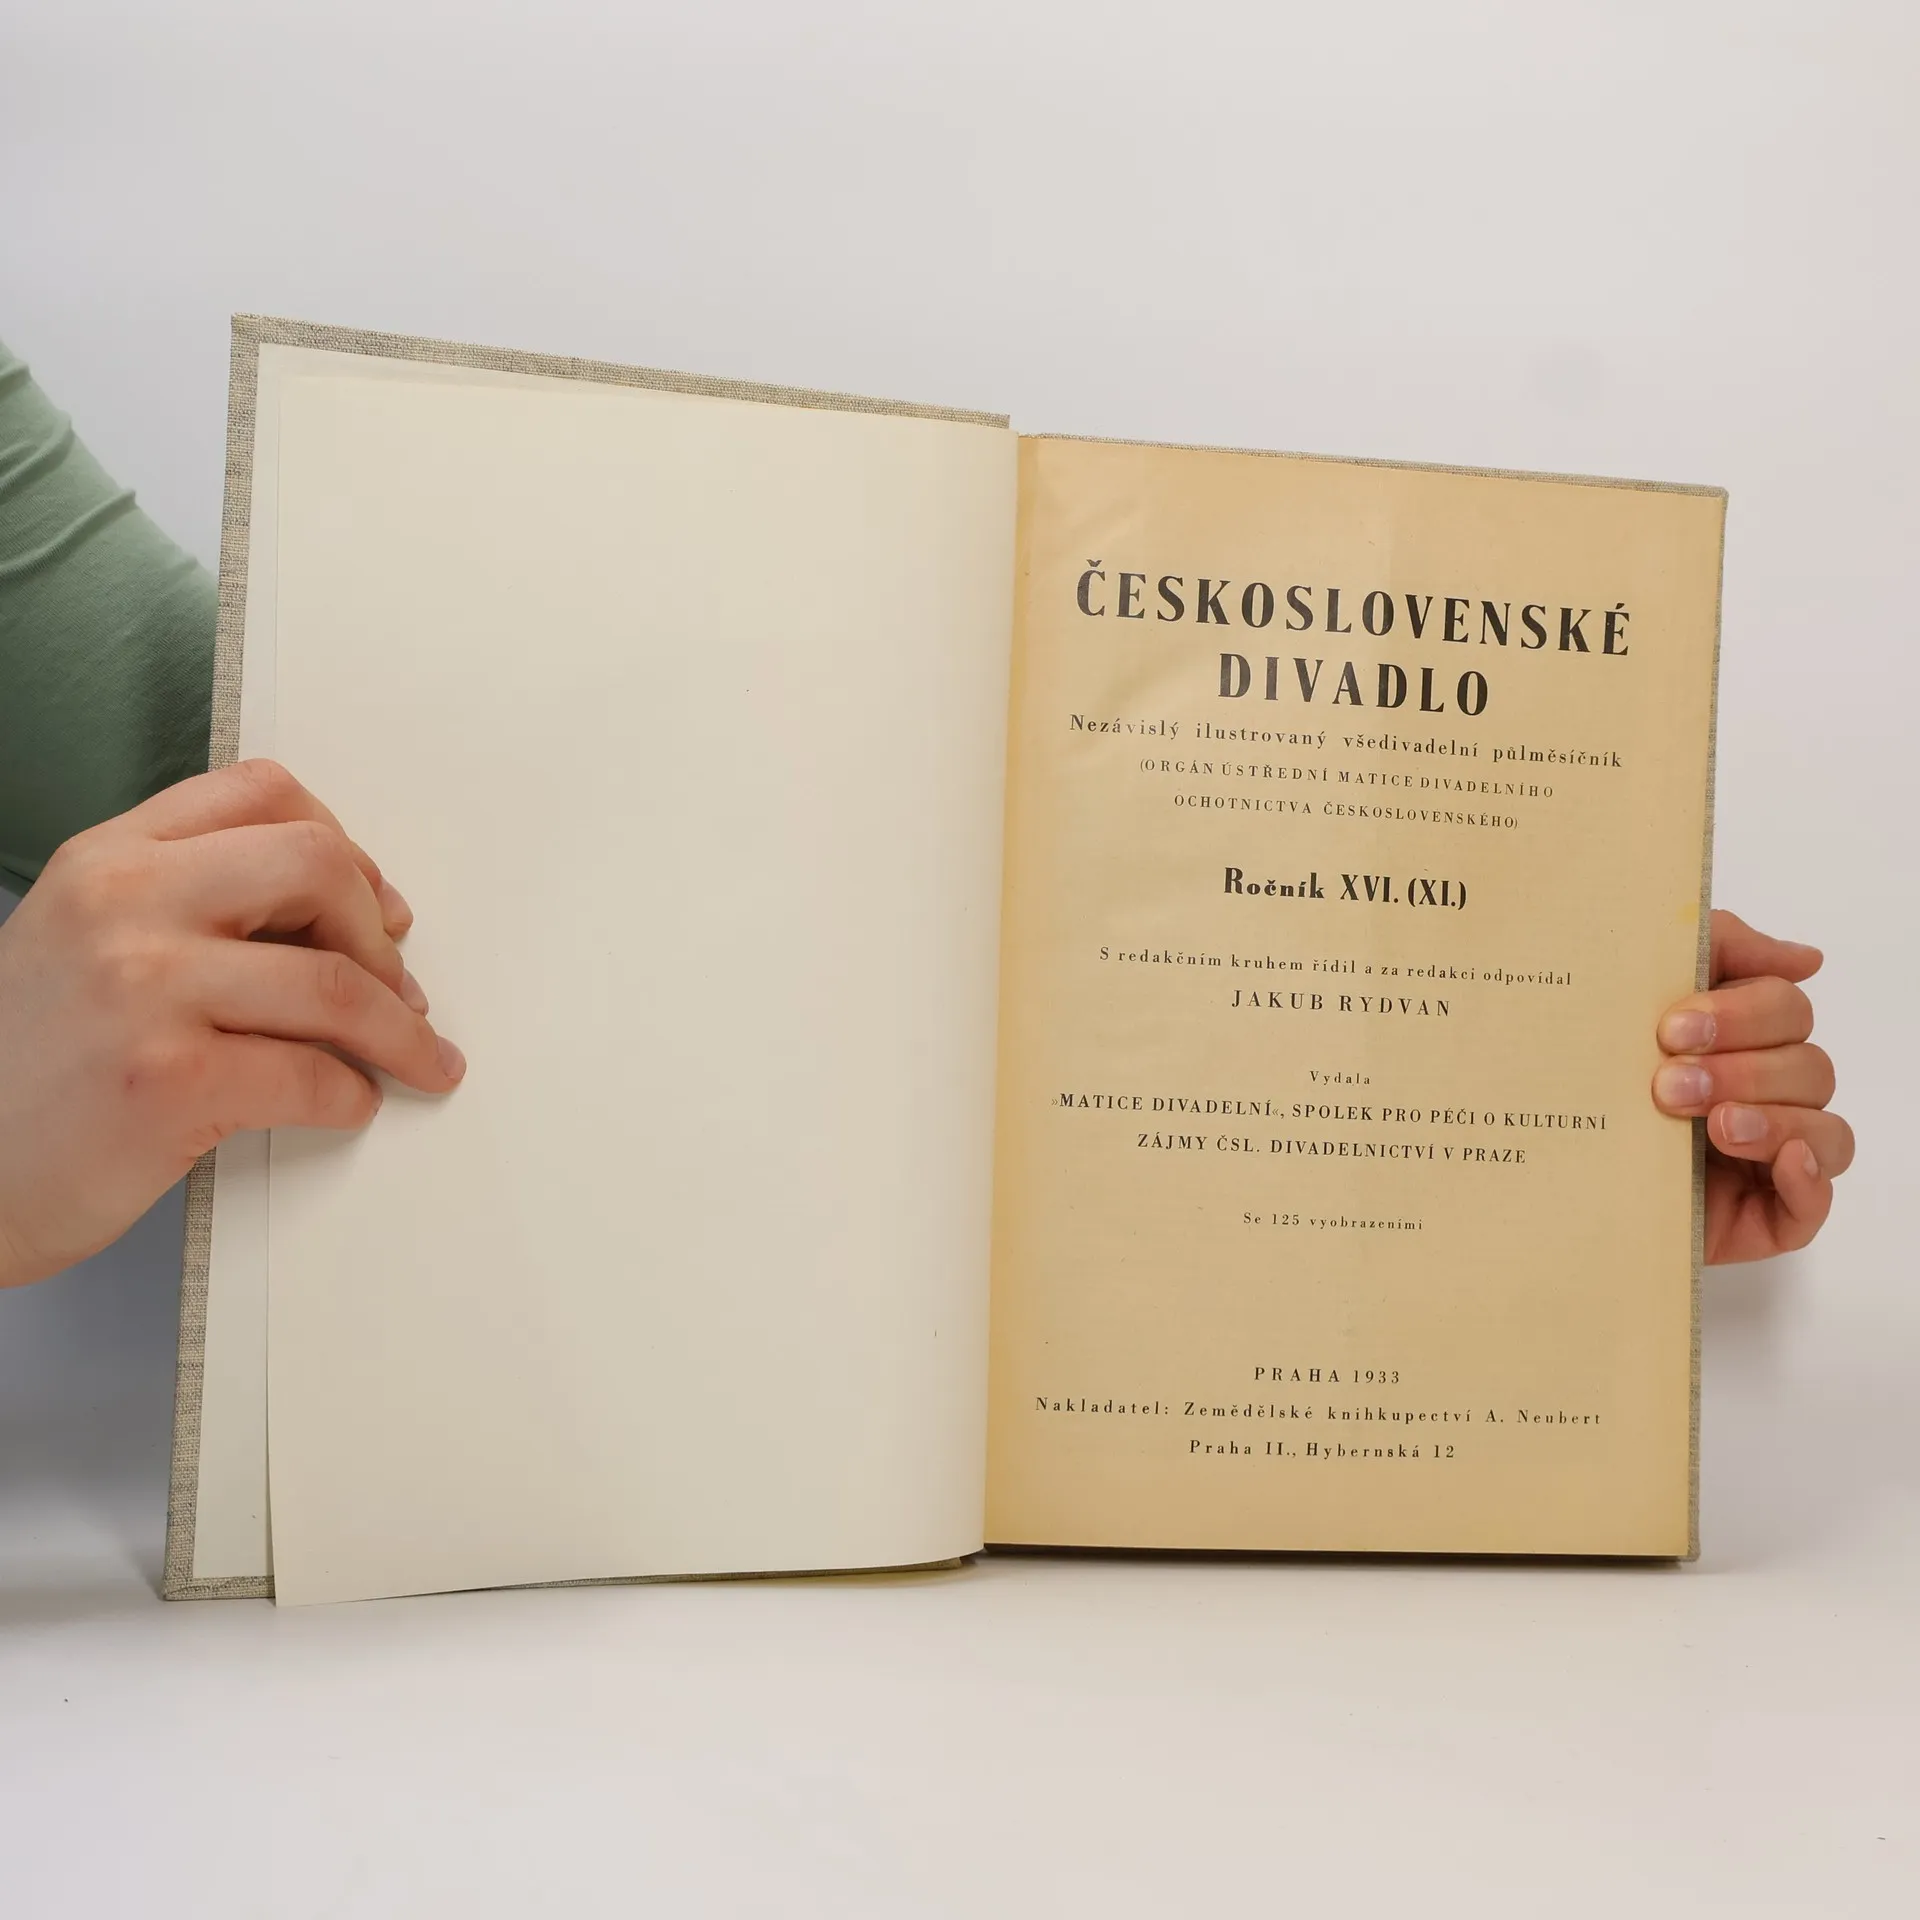 ČESKOSLOVENSKÉ
DIVADLO
Nezávislý ilustrovaný všedivadelní půlměsíčník
(ORGÁN ÚSTŘEDNÍ MATICE DIVADELNÍHO
OCHOTNICTVA ČESKOSLOVENSKÉHO)
Ročník XVI. (XI.)
S redakčním kruhem řídil a za redakci odpovídal
JAKUB RYDVAN
Vydala
»MATICE DIVADELNÍ«, SPOLEK PRO PÉČI O KULTURNÍ
ZÁJMY ČSL. DIVADELNICTVÍ V PRAZE
Se 125 vyobrazeními
PRAHA 1933
Nakladatel: Zemědělské knihkupectví A. Neubert
Praha II., Hybernská 12